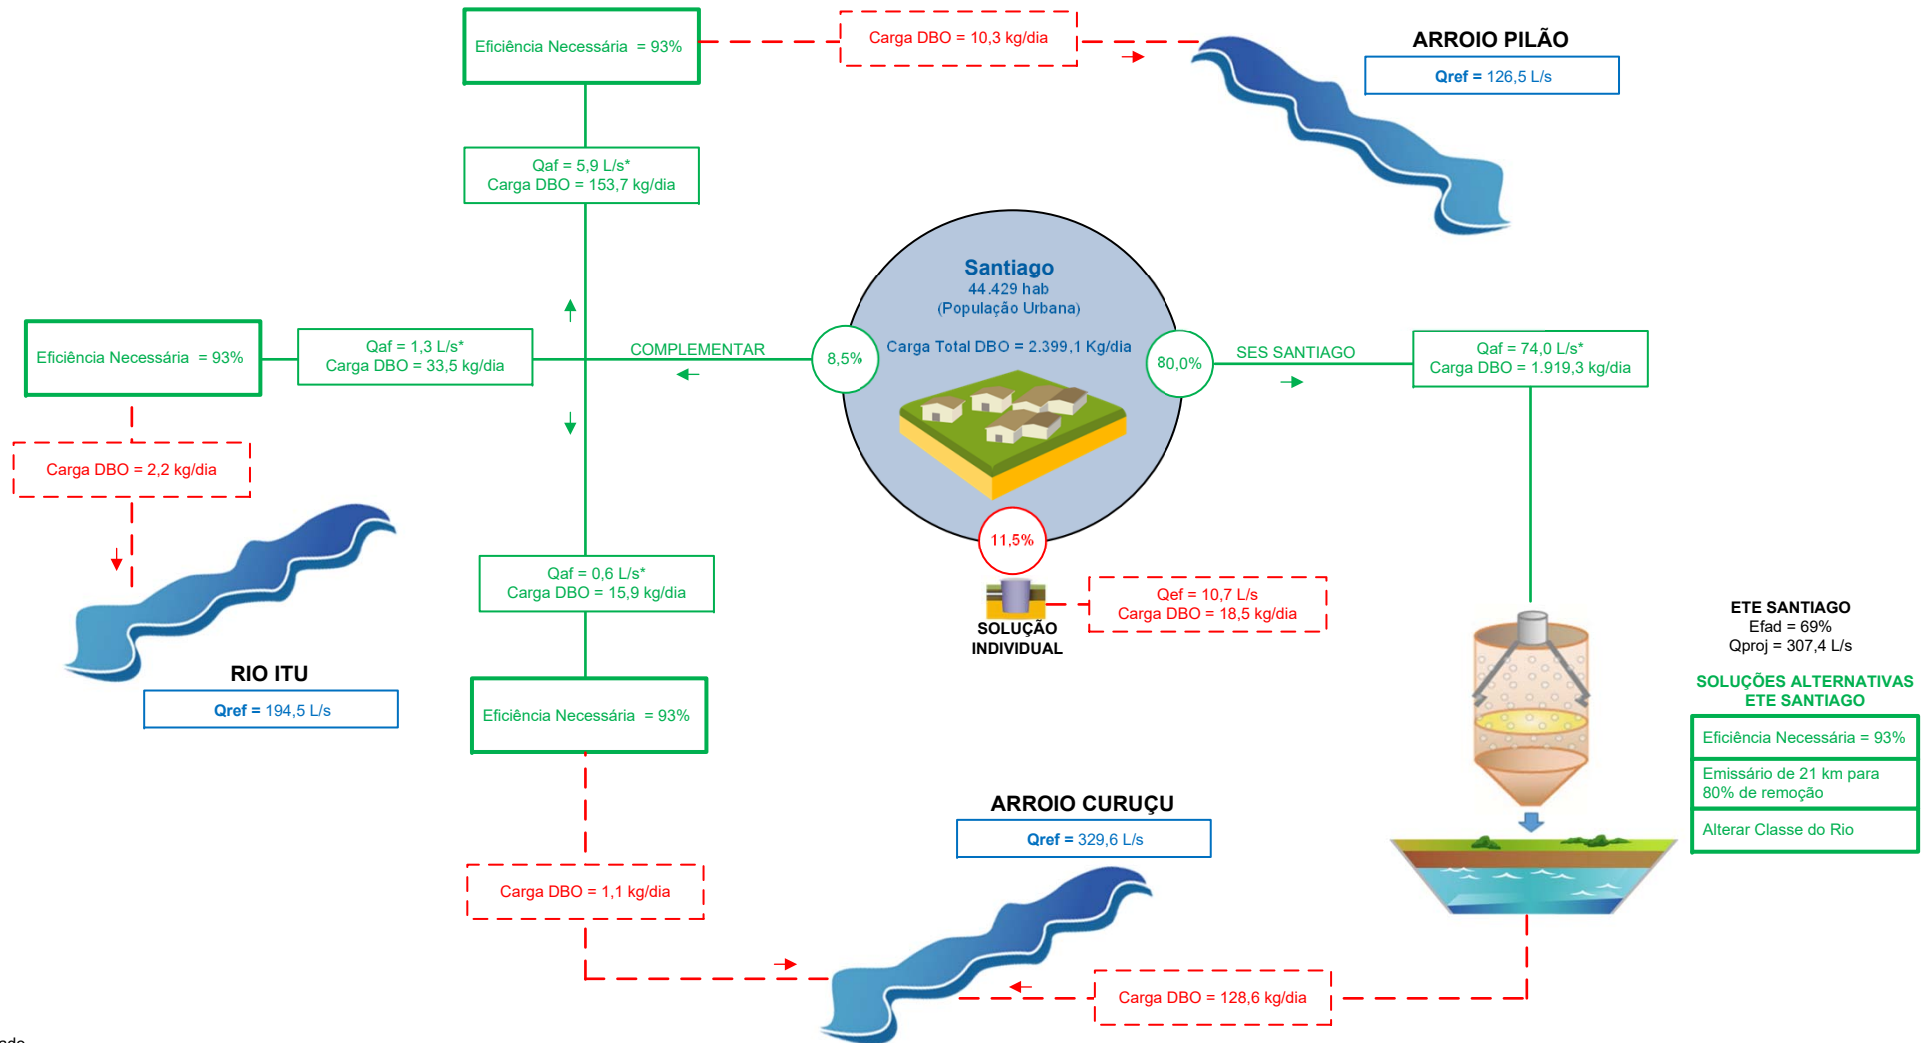 Eficiência Necessária = 93%
Carga DBO = 10,3 kg/dia
ARROIO PILÃO
Qref = 126,5 L/s
Qaf = 5,9 L/s*
Carga DBO = 153,7 kg/dia
Santiago
44.429 hab
(População Urbana)
Carga Total DBO = 2.399,1 Kg/dia
Eficiência Necessária = 93%
Qaf = 1,3 L/s*
Carga DBO = 33,5 kg/dia
COMPLEMENTAR
8,5%
80,0%
SES SANTIAGO
Qaf = 74,0 L/s*
Carga DBO = 1.919,3 kg/dia
Carga DBO = 2,2 kg/dia
11,5%
Qaf = 0,6 L/s*
Carga DBO = 15,9 kg/dia
Qef = 10,7 L/s
Carga DBO = 18,5 kg/dia
SOLUÇÃO
INDIVIDUAL
ETE SANTIAGO
Efad = 69%
Qproj = 307,4 L/s
RIO ITU
Qref = 194,5 L/s
Eficiência Necessária = 93%
SOLUÇÕES ALTERNATIVAS
ETE SANTIAGO
Eficiência Necessária = 93%
Emissário de 21 km para
80% de remoção
Alterar Classe do Rio
ARROIO CURUÇU
Qref = 329,6 L/s
Carga DBO = 1,1 kg/dia
Carga DBO = 128,6 kg/dia